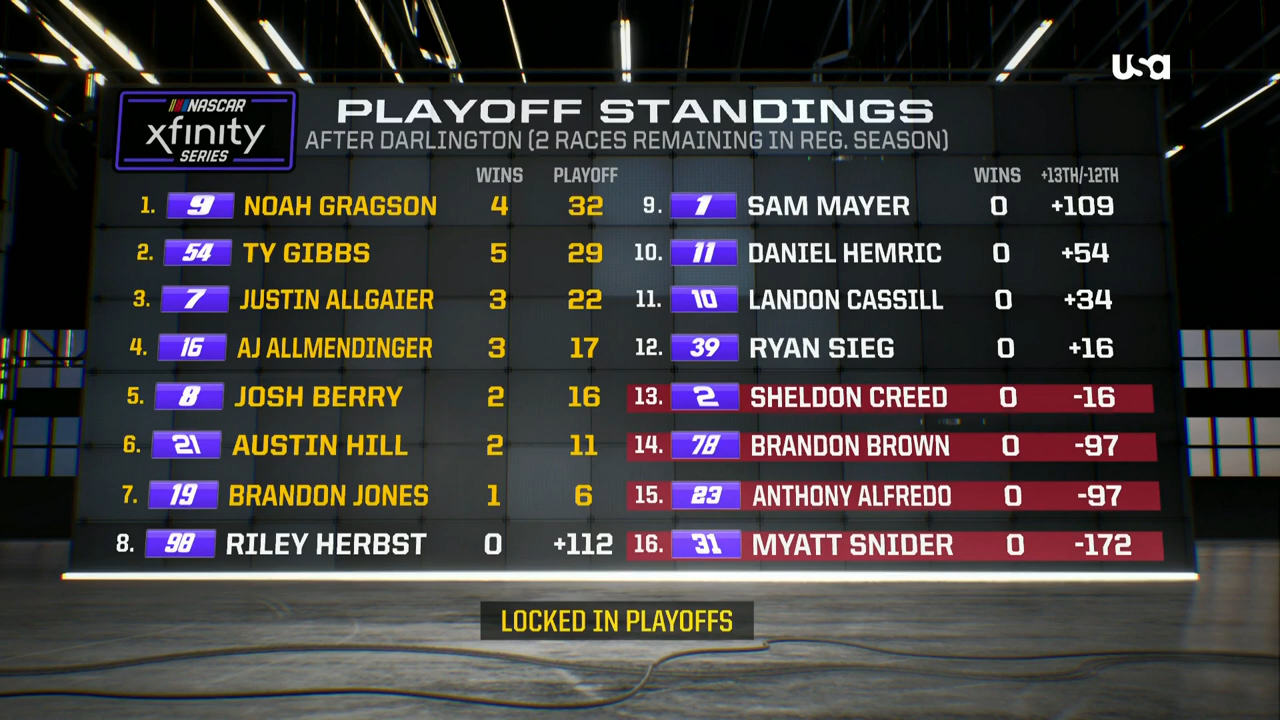 usa
NASCAR
xfinity
SERIES
PLAYOFF STANDINGS
AFTER DARLINGTON (2 RACES REMAINING IN REG. SEASON)
WINS PLAYOFF
1. 9 NOAH GRAGSON 4 32
2. 54 TY GIBBS 5 29
3. 7 JUSTIN ALLGAIER 3 22
4. 16 AJ ALLMENDINGER 3 17
5. 8 JOSH BERRY 2 16
6. 21 AUSTIN HILL 2 11
7. 19 BRANDON JONES 1 6
8. 98 RILEY HERBST 0 +112
WINS +13TH/-12TH
9. 1 SAM MAYER 0 +109
10. 11 DANIEL HEMRIC 0 +54
11. 10 LANDON CASSILL 0 +34
12. 39 RYAN SIEG 0 +16
13. 2 SHELDON CREED 0 -16
14. 78 BRANDON BROWN 0 -97
15. 23 ANTHONY ALFREDO 0 -97
16. 31 MYATT SNIDER 0 -172
LOCKED IN PLAYOFFS